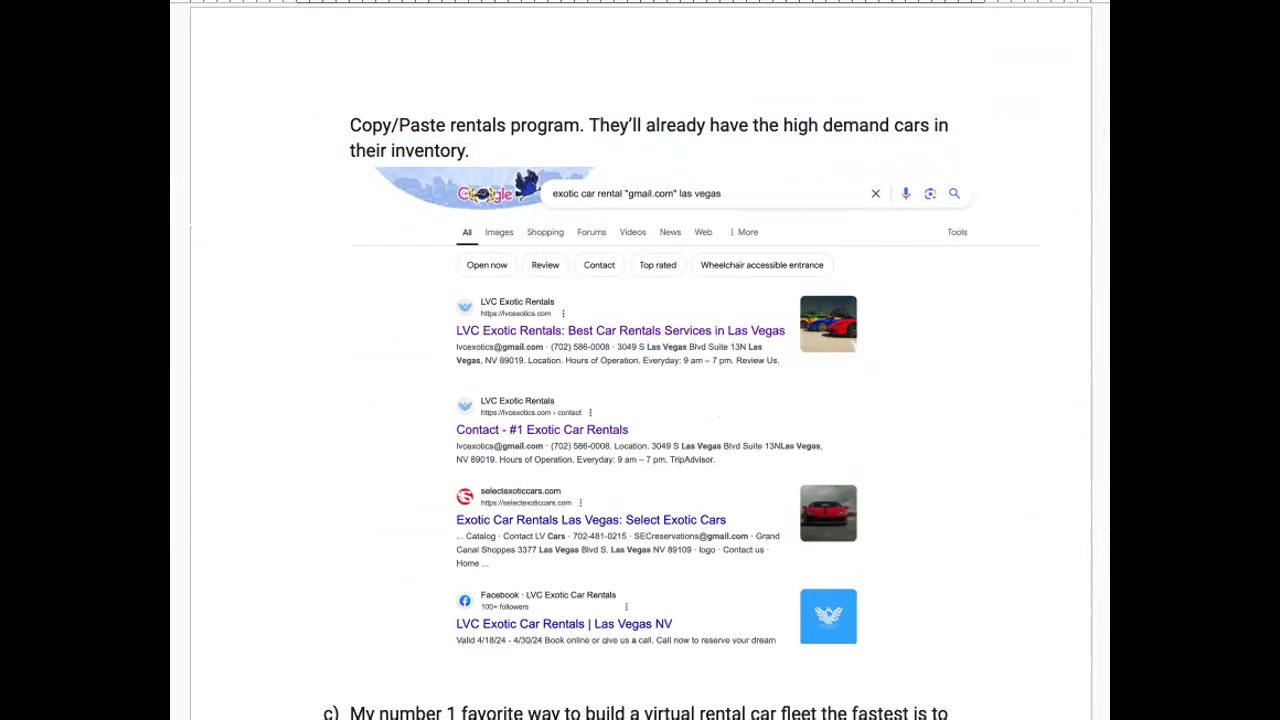 Copy/Paste rentals program. They'll already have the high demand cars in
their inventory.
Google
exotic car rental "gmail.com" las vegas
All Images Shopping Forums Videos News Web More Tools
Open now Review Contact Top rated Wheelchair accessible entrance
LVC Exotic Rentals
https://lvcexotics.com
LVC Exotic Rentals: Best Car Rentals Services in Las Vegas
lvcexotics@gmail.com · (702) 586-0008 · 3049 S Las Vegas Blvd Suite 13N Las
Vegas, NV 89019. Location. Hours of Operation. Everyday: 9 am – 7 pm. Review Us.
LVC Exotic Rentals
https://lvcexotics.com › contact
Contact - #1 Exotic Car Rentals
lvcexotics@gmail.com · (702) 586-0008. Location. 3049 S Las Vegas Blvd Suite 13NLas Vegas,
NV 89019. Hours of Operation. Everyday: 9 am – 7 pm. TripAdvisor.
selectexoticcars.com
https://selectexoticcars.com
Exotic Car Rentals Las Vegas: Select Exotic Cars
... Catalog · Contact LV Cars · 702-481-0215 · SECreservations@gmail.com · Grand
Canal Shoppes 3377 Las Vegas Blvd S. Las Vegas NV 89109 · logo · Contact us ·
Home ...
Facebook · LVC Exotic Car Rentals
100+ followers
LVC Exotic Car Rentals | Las Vegas NV
Valid 4/18/24 - 4/30/24 Book online or give us a call. Call now to reserve your dream
c) My number 1 favorite way to build a virtual rental car fleet the fastest is to